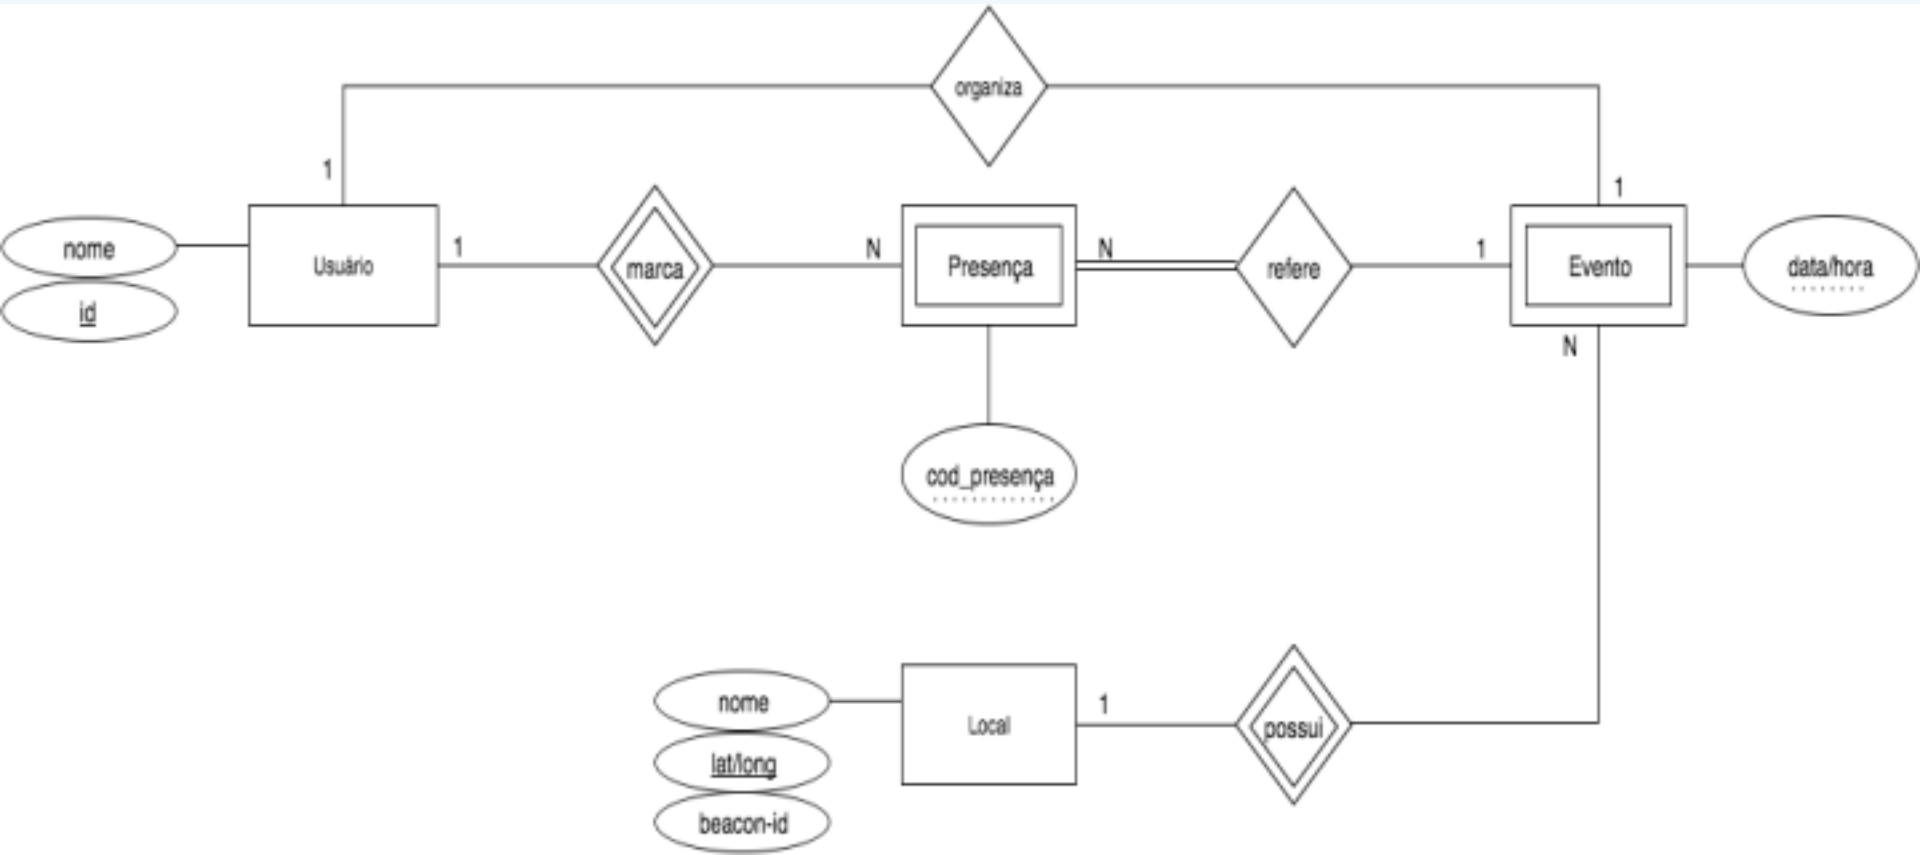 organiza
1
1
nome
id
Usuário
1
marca
N
Presença
N
refere
1
Evento
data/hora
N
cod_presença
nome
lat/long
beacon-id
Local
1
possui